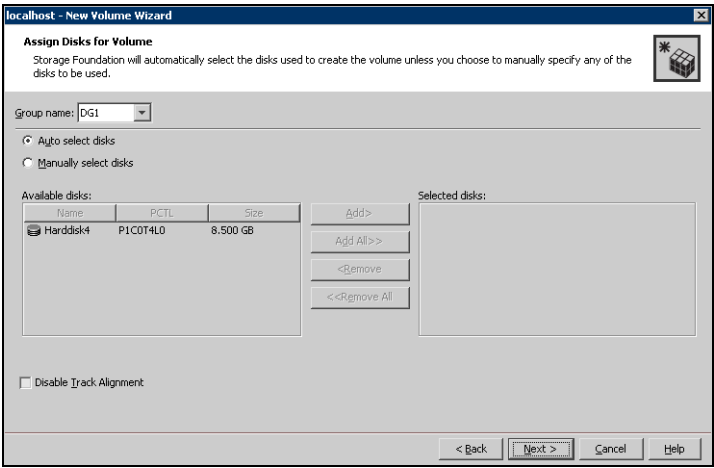 localhost - New Volume Wizard
Assign Disks for Volume
Storage Foundation will automatically select the disks used to create the volume unless you choose to manually specify any of the
disks to be used.
Group name: DG1
Auto select disks
Manually select disks
Available disks:
Selected disks:
Name PCTL Size
Harddisk4 P1C0T4L0 8.500 GB
Add>
Add All>>
<Remove
<<Remove All
Disable Track Alignment
< Back Next > Cancel Help